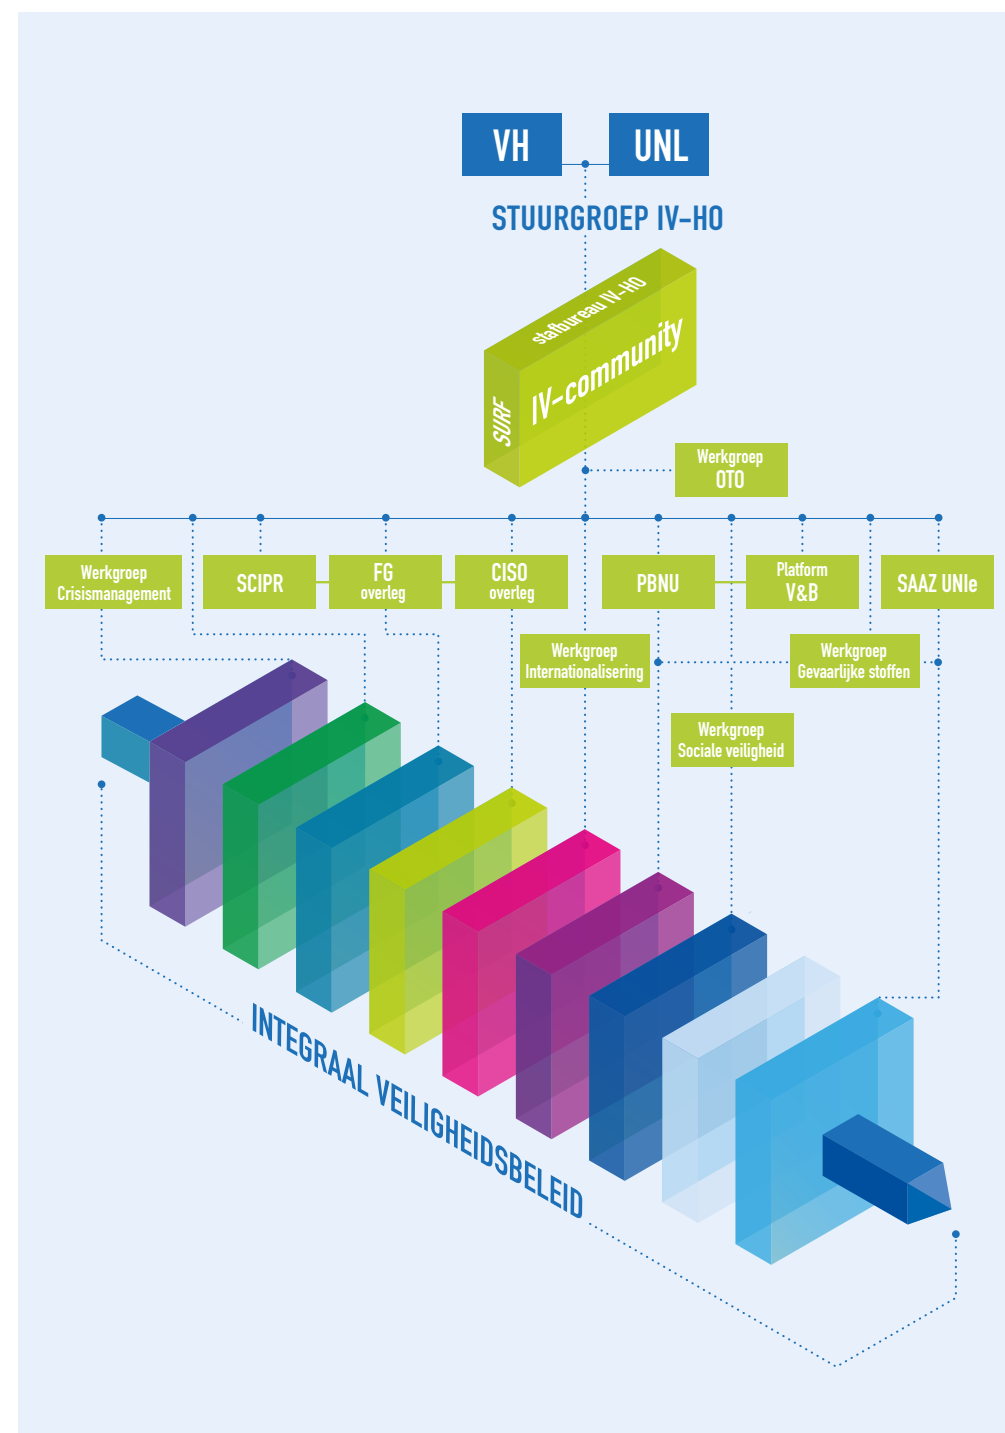 VH
UNL
STUURGROEP IV-HO
stafbureau IV-HO
IV-community
SURF
Werkgroep
OTO
Werkgroep
Crisismanagement
SCIPR
FG
overleg
CISO
overleg
PBNU
Platform
V&B
SAAZ UNIe
Werkgroep
Internationalisering
Werkgroep
Gevaarlijke stoffen
Werkgroep
Sociale veiligheid
INTEGRAAL VEILIGHEIDSBELEID